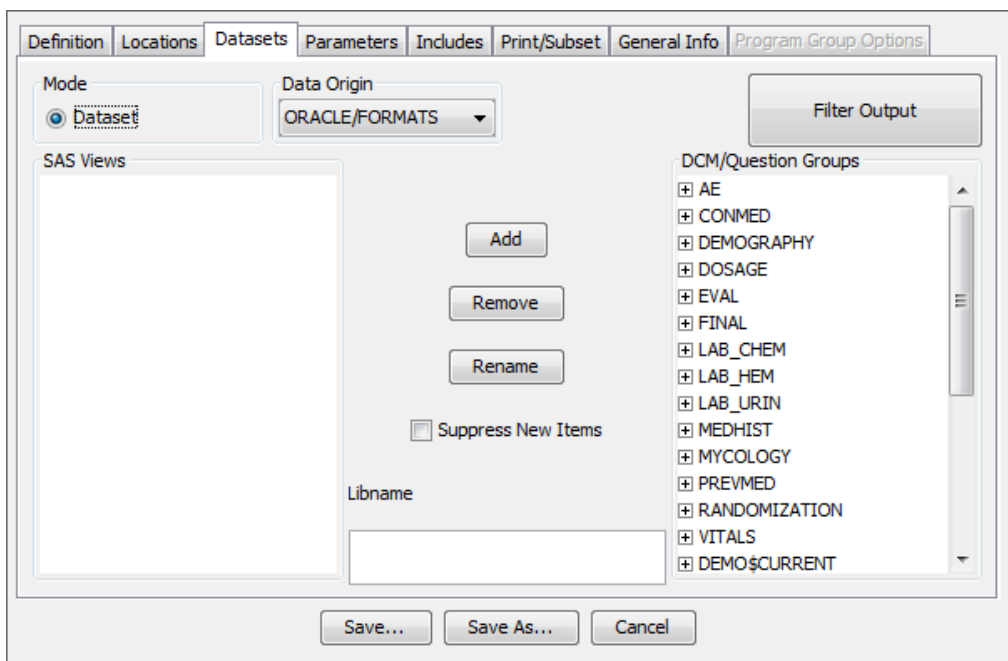 Definition Locations Datasets Parameters Includes Print/Subset General Info Program Group Options
Mode
Dataset
Data Origin
ORACLE/FORMATS
Filter Output
SAS Views
Add
Remove
Rename
Suppress New Items
Libname
DCM/Question Groups
AE
CONMED
DEMOGRAPHY
DOSAGE
EVAL
FINAL
LAB_CHEM
LAB_HEM
LAB_URIN
MEDHIST
MYCOLOGY
PREVMED
RANDOMIZATION
VITALS
DEMO$CURRENT
Save... Save As... Cancel